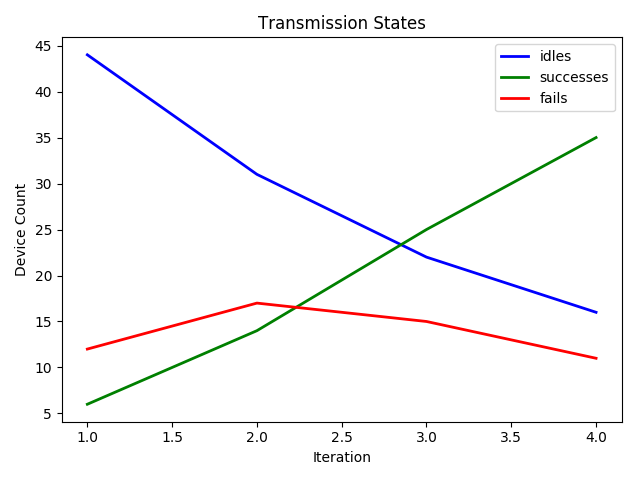 Transmission States
idles
successes
fails
Device Count
45
40
35
30
25
20
15
10
5
1.0 1.5 2.0 2.5 3.0 3.5 4.0
Iteration